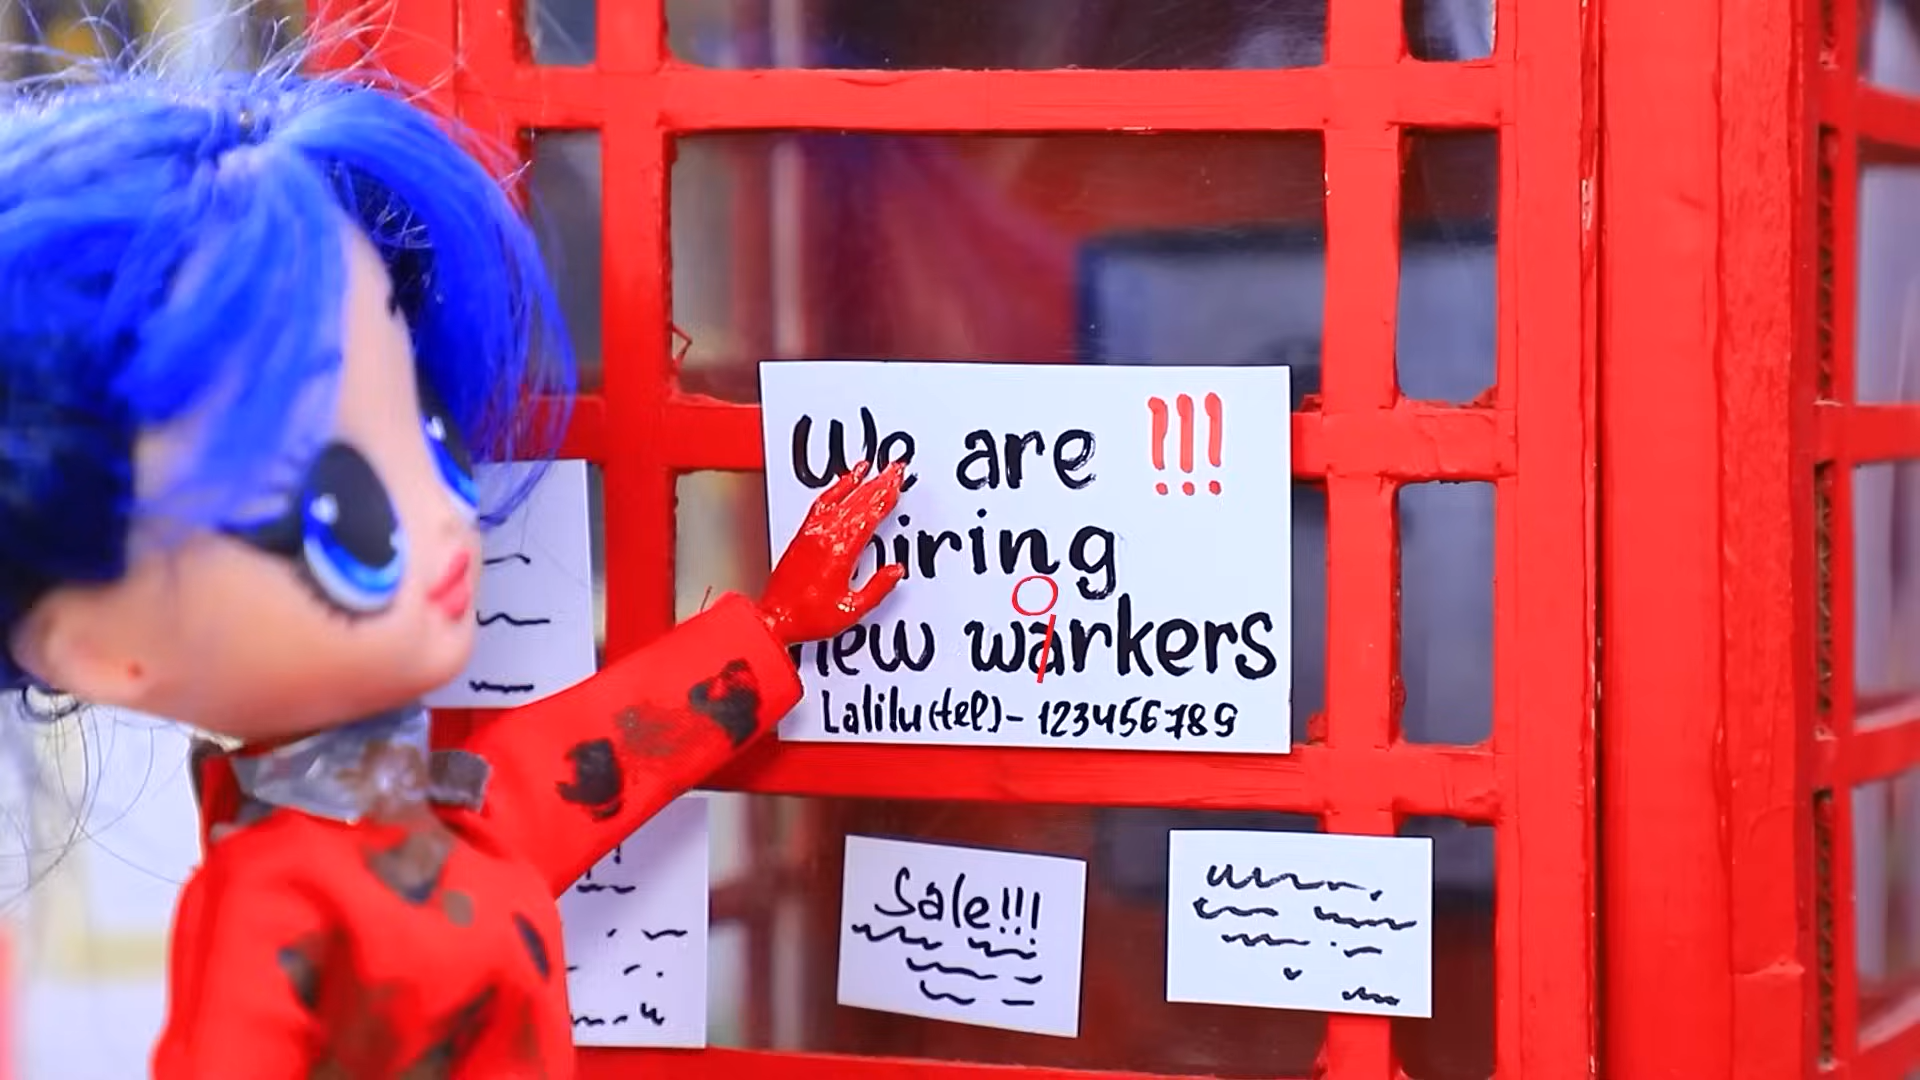 We are !!!
hiring
O
new warkers
Lalilu(tel)- 123456789
Sale!!!